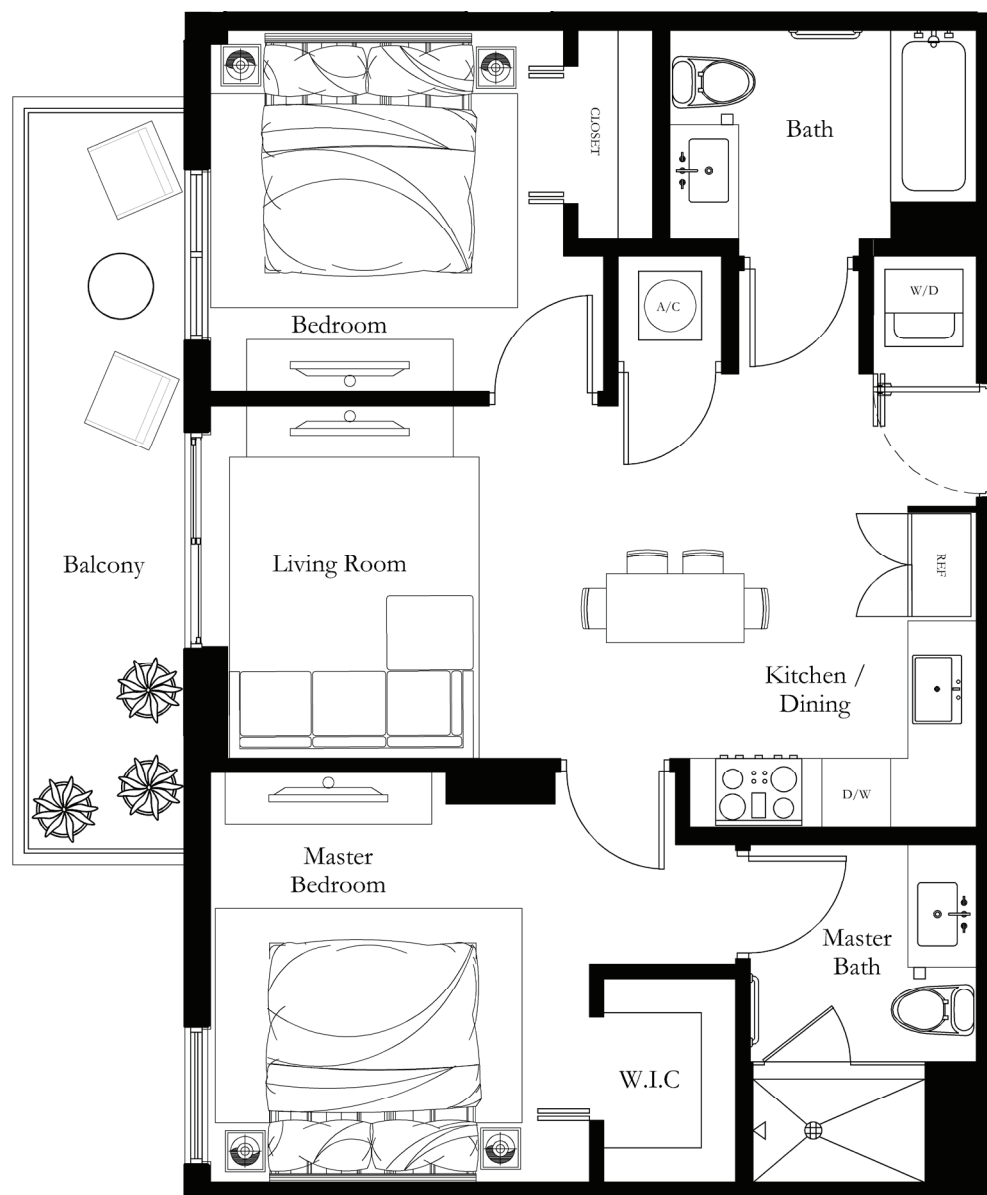 CLOSET
Bath
W/D
A/C
Bedroom
Balcony
Living Room
REF
Kitchen /
Dining
D/W
Master
Bedroom
Master
Bath
W.I.C